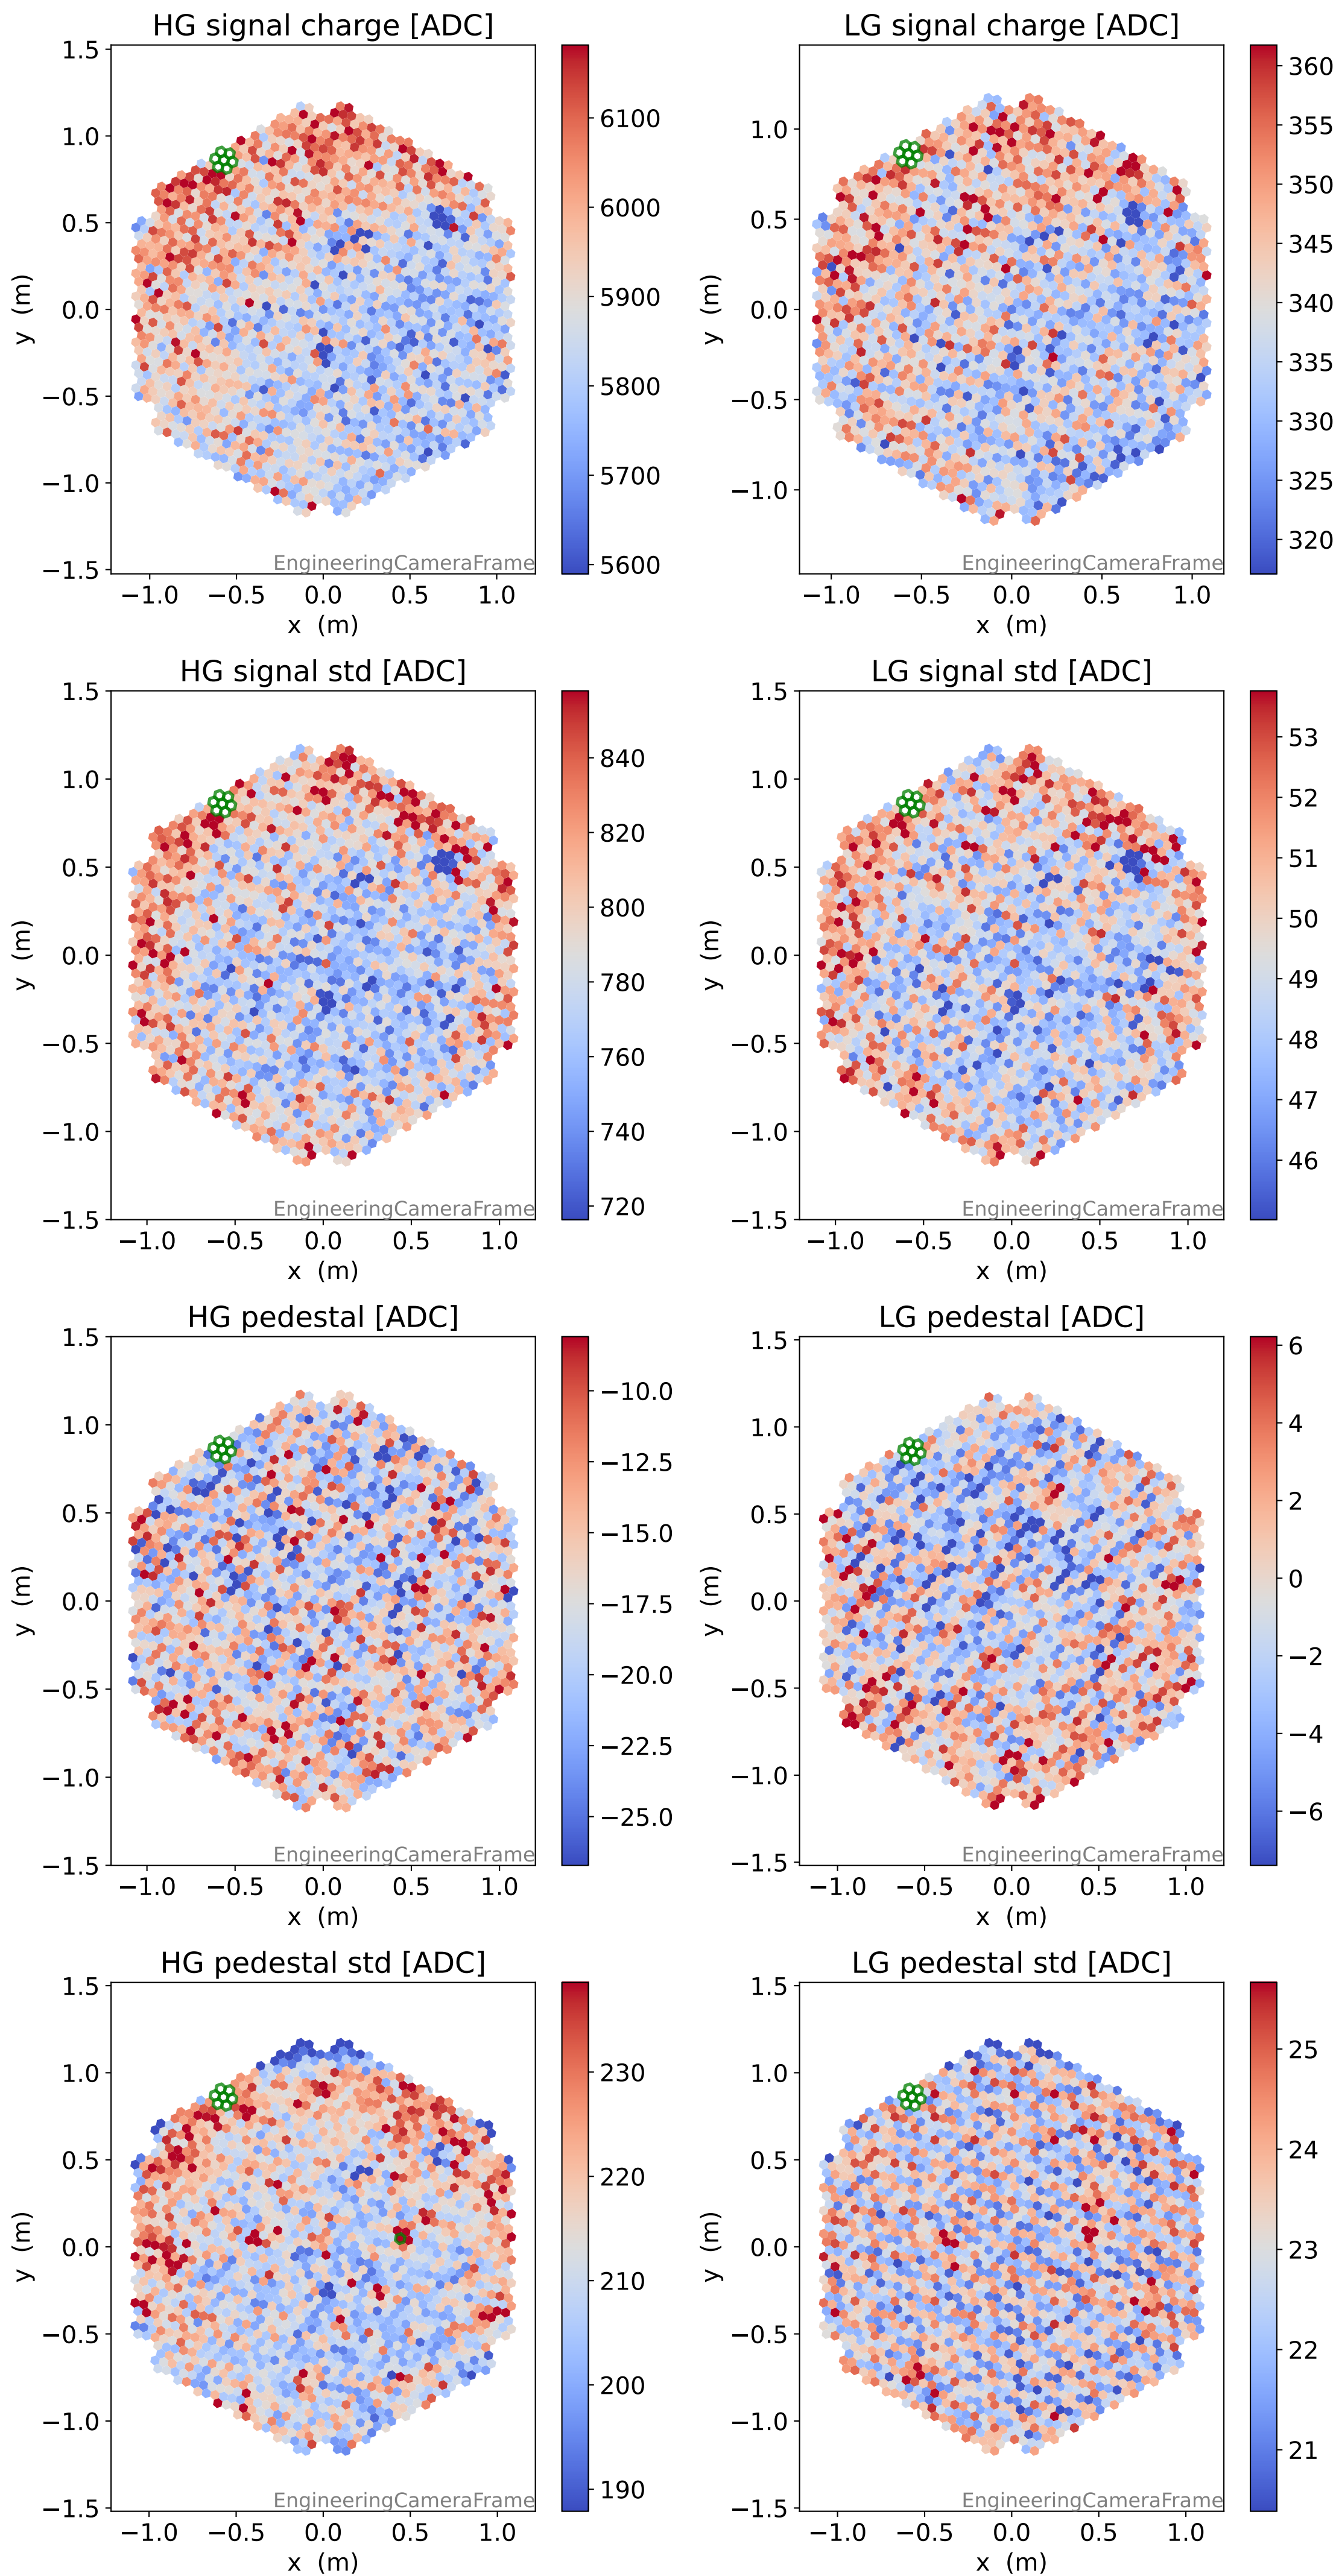 HG signal charge [ADC]
1.5
1.0
0.5
0.0
−0.5
−1.0
−1.5
y (m)
EngineeringCameraFrame
−1.0 −0.5 0.0 0.5 1.0
x (m)
6100
6000
5900
5800
5700
5600
LG signal charge [ADC]
1.0
0.5
0.0
−0.5
−1.0
y (m)
EngineeringCameraFrame
−1.0 −0.5 0.0 0.5 1.0
x (m)
360
355
350
345
340
335
330
325
320
HG signal std [ADC]
1.5
1.0
0.5
0.0
−0.5
−1.0
−1.5
y (m)
EngineeringCameraFrame
−1.0 −0.5 0.0 0.5 1.0
x (m)
840
820
800
780
760
740
720
LG signal std [ADC]
1.5
1.0
0.5
0.0
−0.5
−1.0
−1.5
y (m)
EngineeringCameraFrame
−1.0 −0.5 0.0 0.5 1.0
x (m)
53
52
51
50
49
48
47
46
HG pedestal [ADC]
1.5
1.0
0.5
0.0
−0.5
−1.0
−1.5
y (m)
EngineeringCameraFrame
−1.0 −0.5 0.0 0.5 1.0
x (m)
−10.0
−12.5
−15.0
−17.5
−20.0
−22.5
−25.0
LG pedestal [ADC]
1.5
1.0
0.5
0.0
−0.5
−1.0
−1.5
y (m)
EngineeringCameraFrame
−1.0 −0.5 0.0 0.5 1.0
x (m)
6
4
2
0
−2
−4
−6
HG pedestal std [ADC]
1.5
1.0
0.5
0.0
−0.5
−1.0
−1.5
y (m)
EngineeringCameraFrame
−1.0 −0.5 0.0 0.5 1.0
x (m)
230
220
210
200
190
LG pedestal std [ADC]
1.5
1.0
0.5
0.0
−0.5
−1.0
−1.5
y (m)
EngineeringCameraFrame
−1.0 −0.5 0.0 0.5 1.0
x (m)
25
24
23
22
21